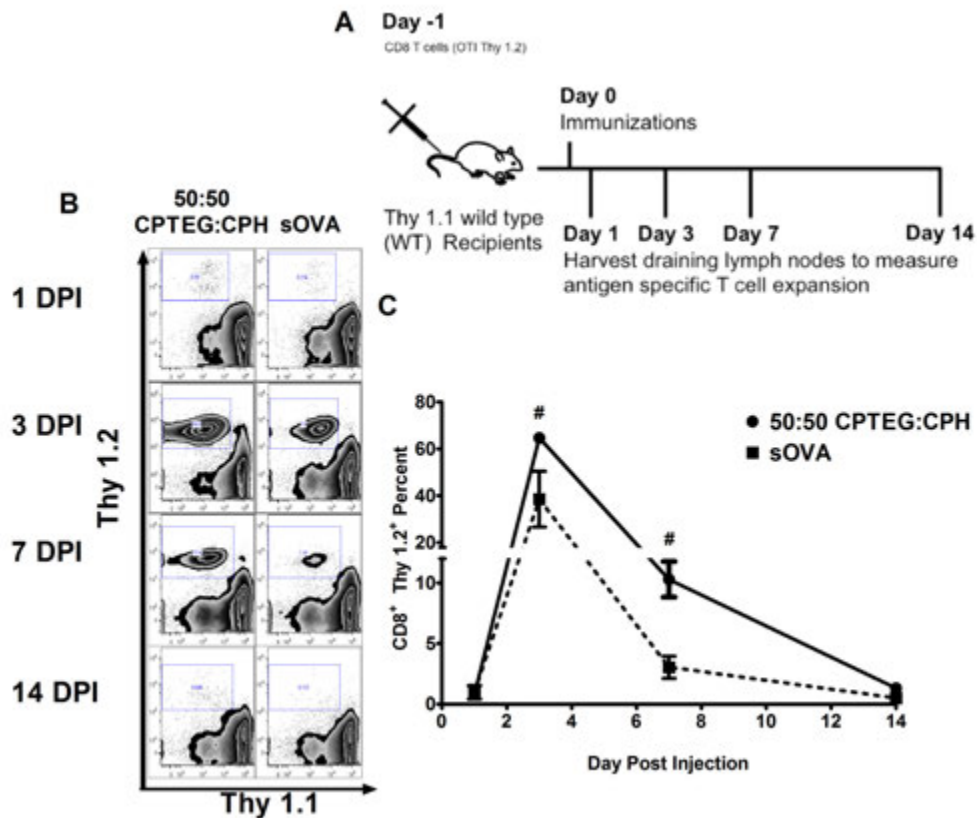 A Day -1
CD8 T cells (OTI Thy 1.2)
Day 0
Immunizations
Thy 1.1 wild type
(WT) Recipients
Day 1 Day 3 Day 7 Day 14
Harvest draining lymph nodes to measure
antigen specific T cell expansion
B
50:50
CPTEG:CPH sOVA
1 DPI
3 DPI
7 DPI
14 DPI
Thy 1.2
Thy 1.1
C
CD8+ Thy 1.2+ Percent
80
60
40
20
10
5
0
# #
50:50 CPTEG:CPH
sOVA
0 2 4 6 8 10 12 14
Day Post Injection